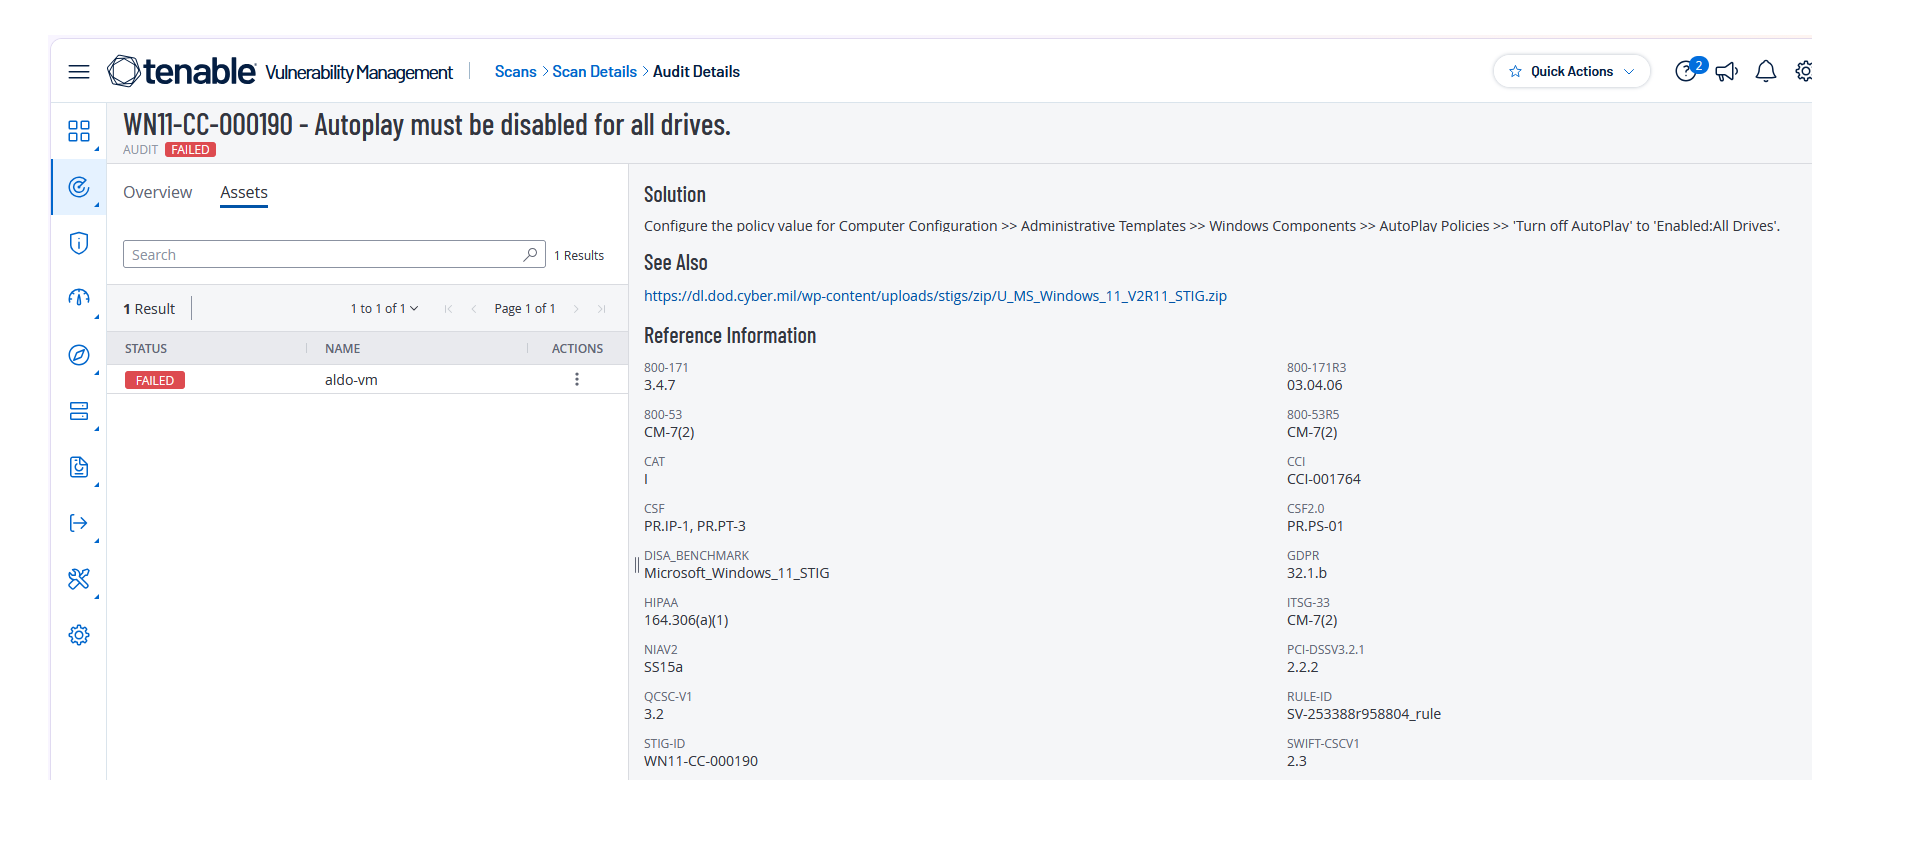 tenable Vulnerability Management
Scans > Scan Details > Audit Details
Quick Actions
2
WN11-CC-000190 - Autoplay must be disabled for all drives.
AUDIT FAILED
Overview Assets
Search
1 Results
1 Result
1 to 1 of 1
Page 1 of 1
STATUS NAME ACTIONS
FAILED aldo-vm
Solution
Configure the policy value for Computer Configuration >> Administrative Templates >> Windows Components >> AutoPlay Policies >> 'Turn off AutoPlay' to 'Enabled:All Drives'.
See Also
https://dl.dod.cyber.mil/wp-content/uploads/stigs/zip/U_MS_Windows_11_V2R11_STIG.zip
Reference Information
800-171 800-171R3
3.4.7 03.04.06
800-53 800-53R5
CM-7(2) CM-7(2)
CAT CCI
I CCI-001764
CSF CSF2.0
PR.IP-1, PR.PT-3 PR.PS-01
DISA_BENCHMARK GDPR
Microsoft_Windows_11_STIG 32.1.b
HIPAA ITSG-33
164.306(a)(1) CM-7(2)
NIAV2 PCI-DSSV3.2.1
SS15a 2.2.2
QCSC-V1 RULE-ID
3.2 SV-253388r958804_rule
STIG-ID SWIFT-CSCV1
WN11-CC-000190 2.3